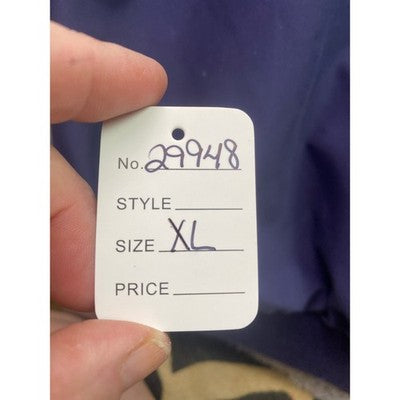 No. 29948
STYLE
SIZE XL
PRICE